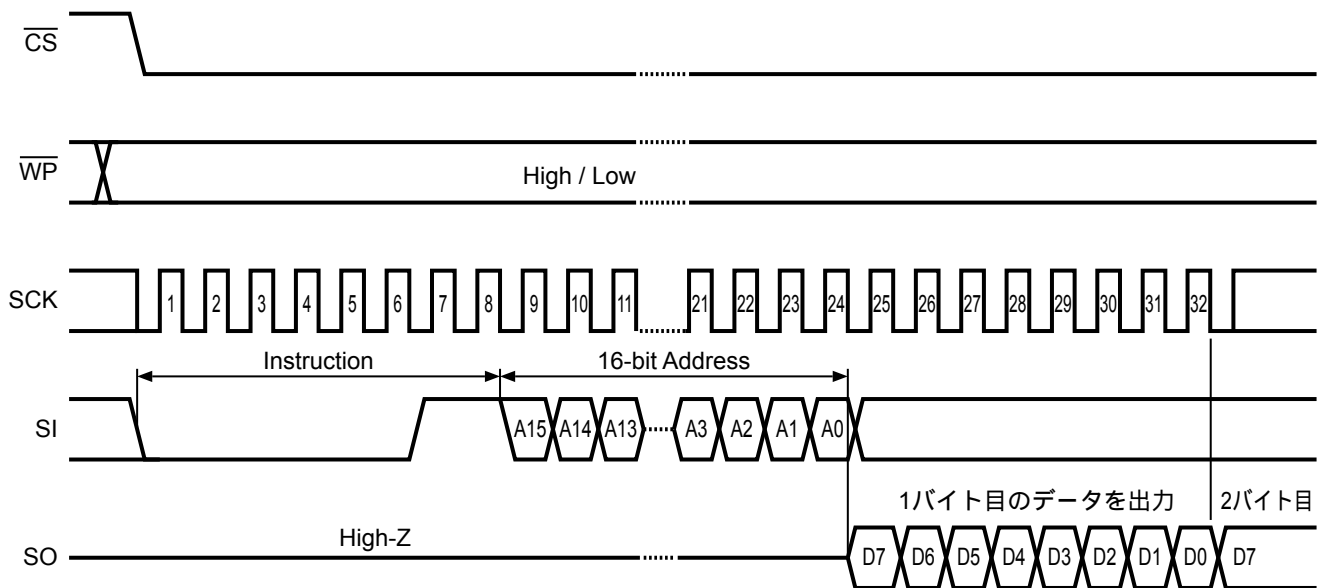 CS
WP
High / Low
SCK
1 2 3 4 5 6 7 8 9 10 11 21 22 23 24 25 26 27 28 29 30 31 32
Instruction
16-bit Address
SI
A15 A14 A13 A3 A2 A1 A0
1バイト目のデータを出力
2バイト目
SO
High-Z
D7 D6 D5 D4 D3 D2 D1 D0 D7